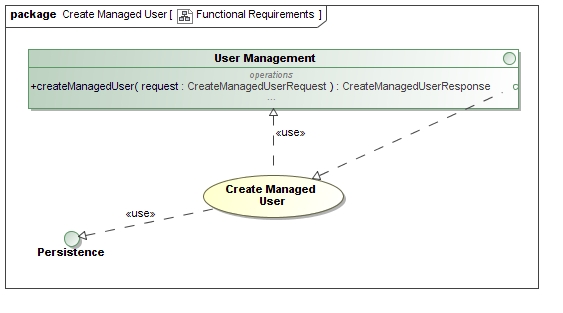 package Create Managed User [ Functional Requirements ]
User Management
operations
+createManagedUser( request : CreateManagedUserRequest ) : CreateManagedUserResponse
...
«use»
Create Managed
User
«use»
Persistence